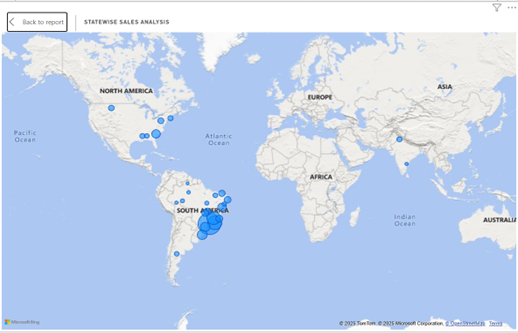 Back to report
STATEWISE SALES ANALYSIS
NORTH AMERICA
EUROPE
ASIA
Pacific
Ocean
Atlantic
Ocean
AFRICA
SOUTH AMERICA
Indian
Ocean
AUSTRALIA
Microsoft Bing
© 2025 TomTom, © 2025 Microsoft Corporation, © OpenStreetMap Terms